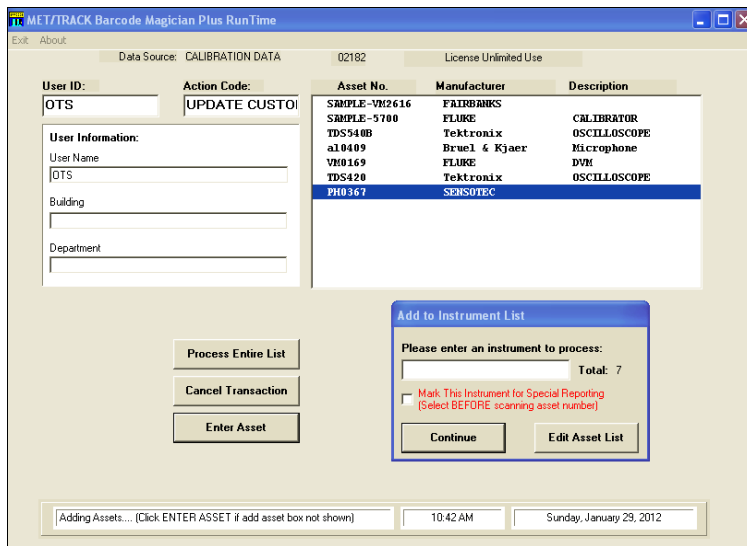 MET/TRACK Barcode Magician Plus RunTime
Exit About
Data Source: CALIBRATION DATA 02182 License Unlimited Use
User ID: Action Code: Asset No. Manufacturer Description
OTS UPDATE CUSTO
SAMPLE-VM2616 FAIRBANKS
SAMPLE-5700 FLUKE CALIBRATOR
TDS540B Tektronix OSCILLOSCOPE
al0409 Bruel & Kjaer Microphone
VM0169 FLUKE DVM
TDS420 Tektronix OSCILLOSCOPE
PH0367 SENSOTEC
User Information:
User Name
OTS
Building
Department
Process Entire List
Cancel Transaction
Enter Asset
Add to Instrument List
Please enter an instrument to process:
Total: 7
Mark This Instrument for Special Reporting
(Select BEFORE scanning asset number)
Continue Edit Asset List
Adding Assets.... (Click ENTER ASSET if add asset box not shown) 10:42 AM Sunday, January 29, 2012